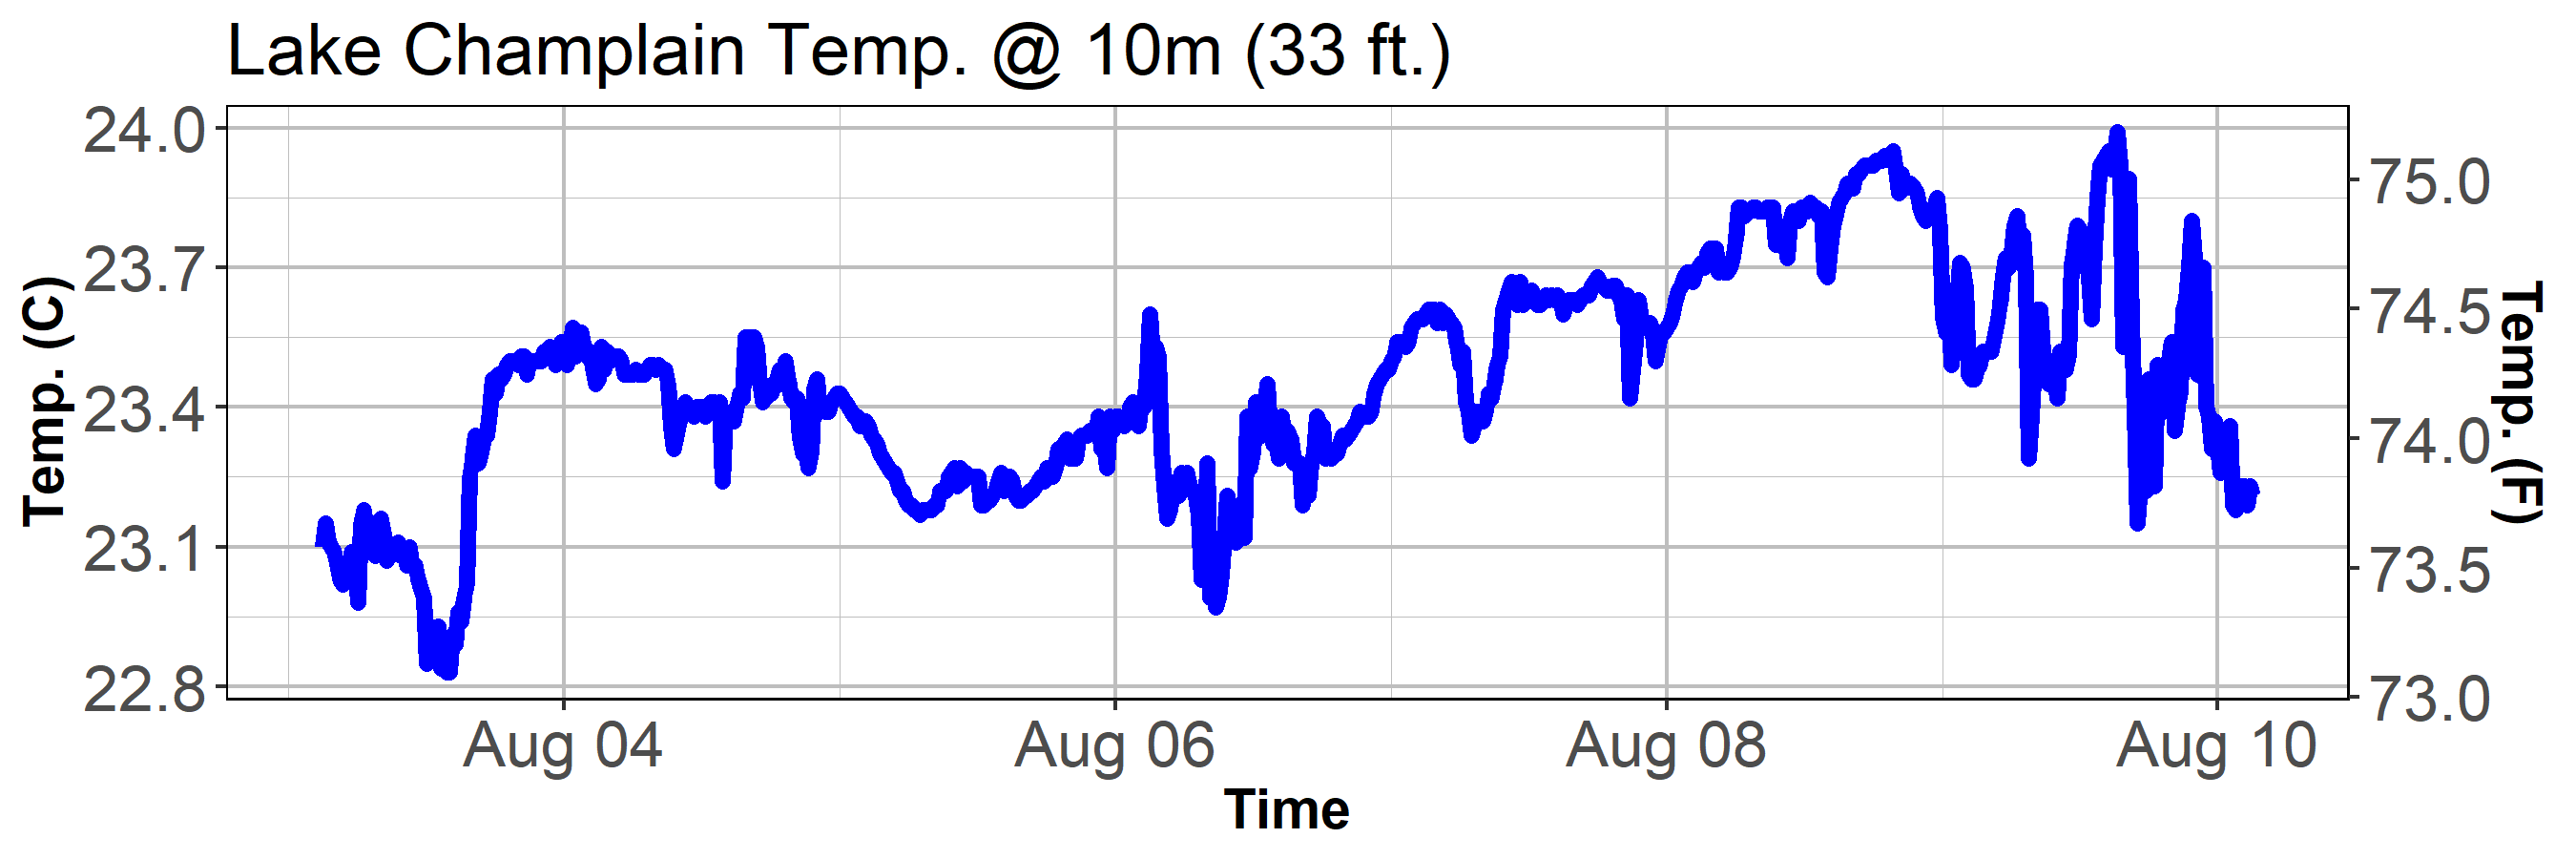 Lake Champlain Temp. @ 10m (33 ft.)
Temp. (C)
24.0
23.7
23.4
23.1
22.8
75.0
74.5
74.0
73.5
73.0
Temp. (F)
Aug 04 Aug 06 Aug 08 Aug 10
Time